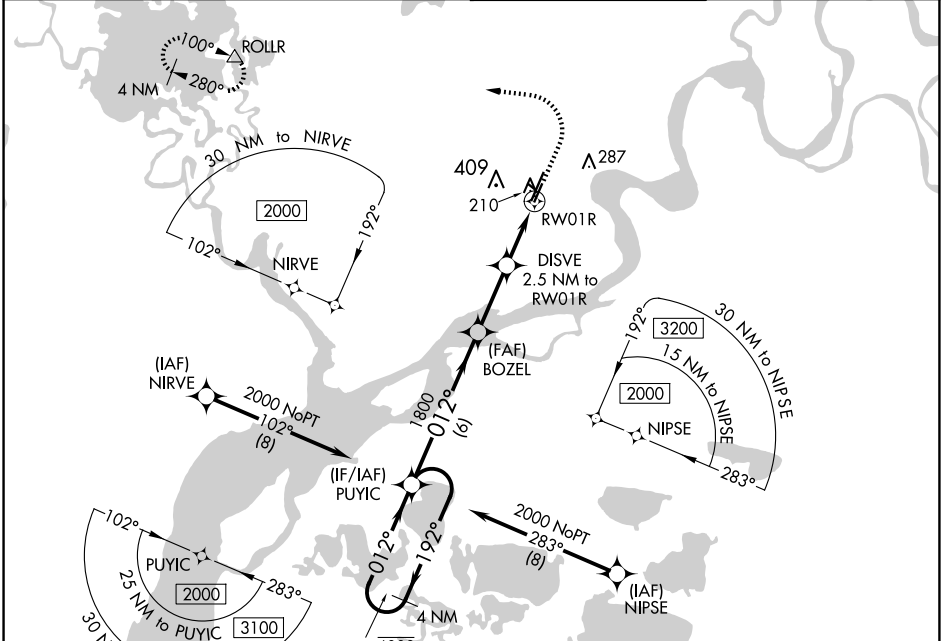 100°
ROLLR
4 NM
280°
30 NM to NIRVE
2000
192°
102°
NIRVE
409
287
210
RW01R
DISVE
2.5 NM to
RW01R
(FAF)
BOZEL
192°
3200
30 NM to NIPSE
15 NM to NIPSE
2000
NIPSE
283°
(IAF)
NIRVE
2000 NoPT
102°
(8)
1800
012°
(6)
(IF/IAF)
PUYIC
012°
192°
4 NM
2000 NoPT
283°
(8)
(IAF)
NIPSE
102°
PUYIC
283°
2000
25 NM to PUYIC
3100
30 N